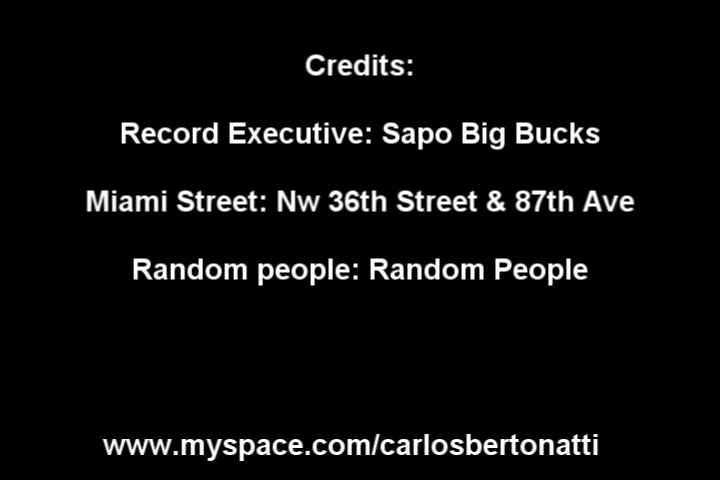 Credits:
Record Executive: Sapo Big Bucks
Miami Street: Nw 36th Street & 87th Ave
Random people: Random People
www.myspace.com/carlosbertonatti